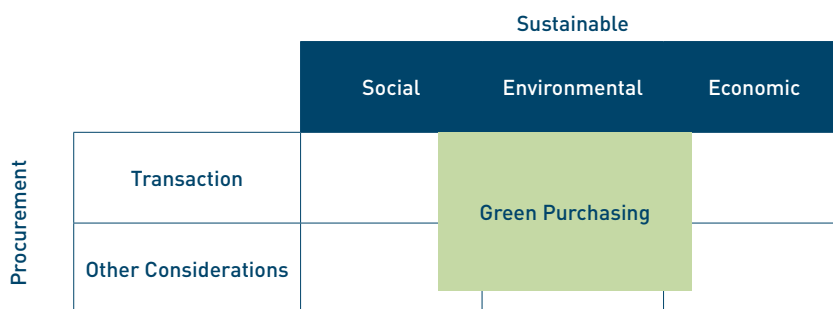 Sustainable
Social Environmental Economic
Procurement
Transaction
Green Purchasing
Other Considerations